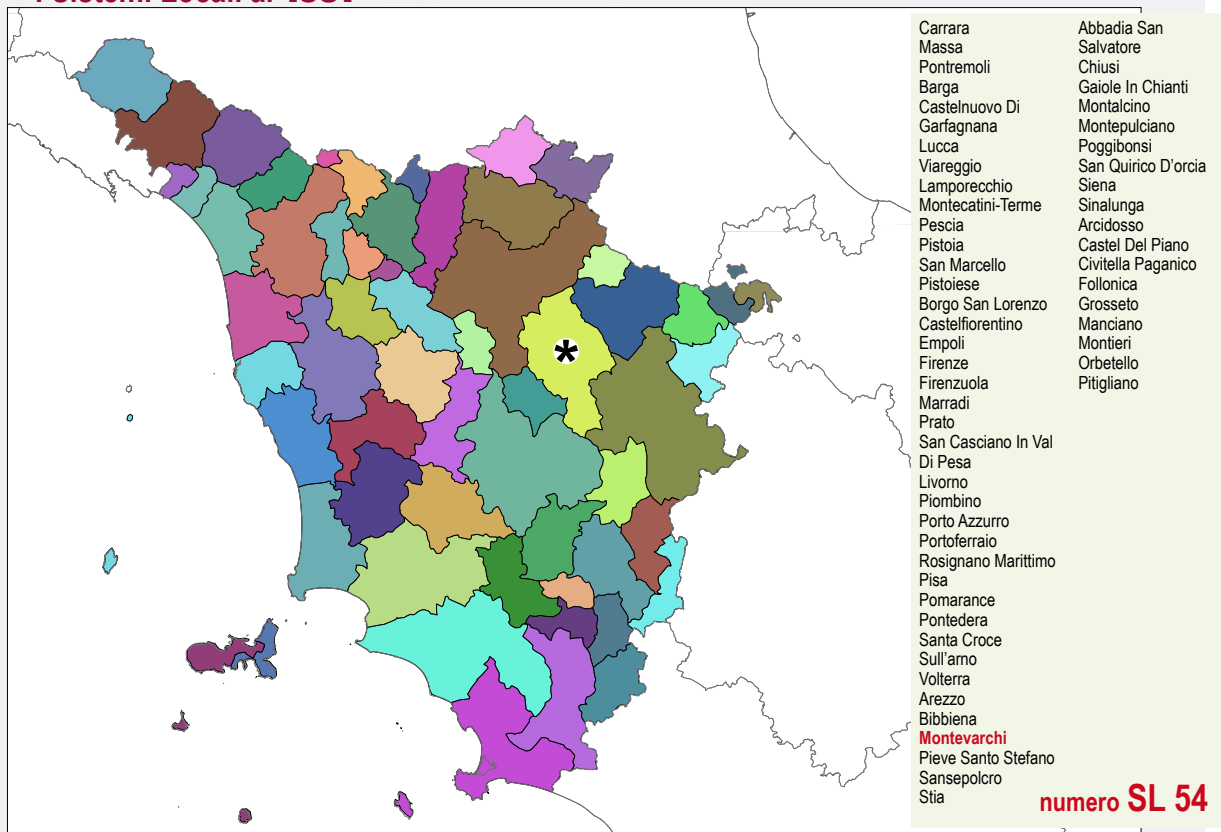 Carrara
Massa
Pontremoli
Barga
Castelnuovo Di
Garfagnana
Lucca
Viareggio
Lamporecchio
Montecatini-Terme
Pescia
Pistoia
San Marcello
Pistoiese
Borgo San Lorenzo
Castelfiorentino
Empoli
Firenze
Firenzuola
Marradi
Prato
San Casciano In Val
Di Pesa
Livorno
Piombino
Porto Azzurro
Portoferraio
Rosignano Marittimo
Pisa
Pomarance
Pontedera
Santa Croce
Sull'arno
Volterra
Arezzo
Bibbiena
Montevarchi
Pieve Santo Stefano
Sansepolcro
Stia
Abbadia San
Salvatore
Chiusi
Gaiole In Chianti
Montalcino
Montepulciano
Poggibonsi
San Quirico D'orcia
Siena
Sinalunga
Arcidosso
Castel Del Piano
Civitella Paganico
Follonica
Grosseto
Manciano
Montieri
Orbetello
Pitigliano
*
numero SL 54